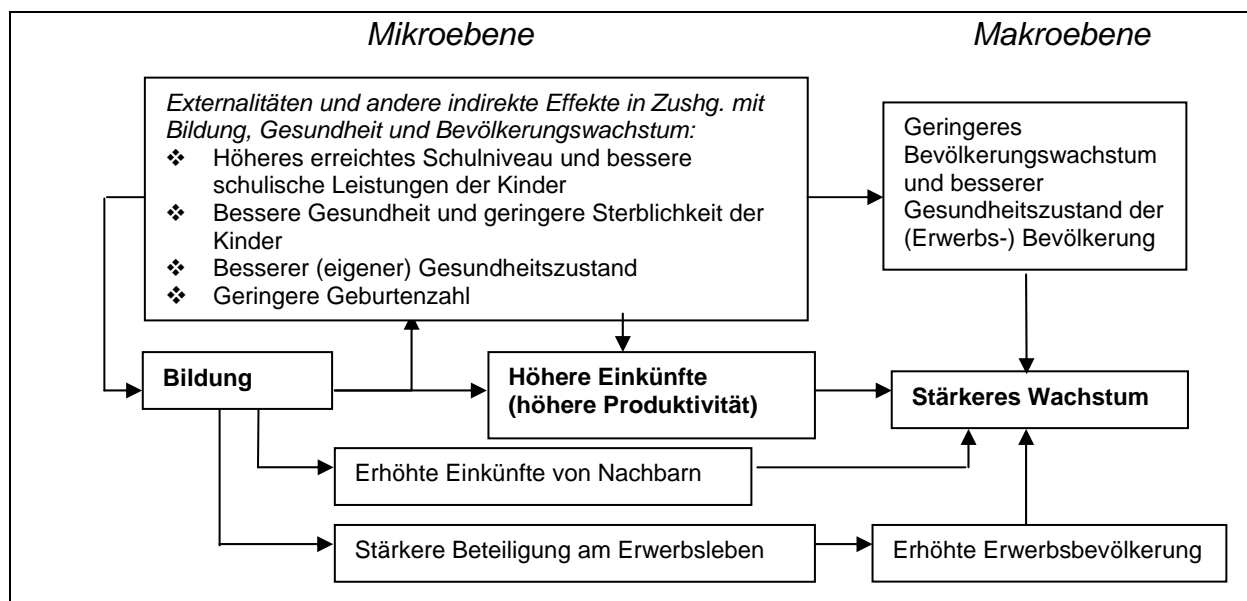 Mikroebene
Makroebene
Externalitäten und andere indirekte Effekte in Zushg. mit
Bildung, Gesundheit und Bevölkerungswachstum:
❖ Höheres erreichtes Schulniveau und bessere
schulische Leistungen der Kinder
❖ Bessere Gesundheit und geringere Sterblichkeit der
Kinder
❖ Besserer (eigener) Gesundheitszustand
❖ Geringere Geburtenzahl
Geringeres
Bevölkerungswachstum
und besserer
Gesundheitszustand der
(Erwerbs-) Bevölkerung
Bildung
Höhere Einkünfte
(höhere Produktivität)
Stärkeres Wachstum
Erhöhte Einkünfte von Nachbarn
Stärkere Beteiligung am Erwerbsleben
Erhöhte Erwerbsbevölkerung